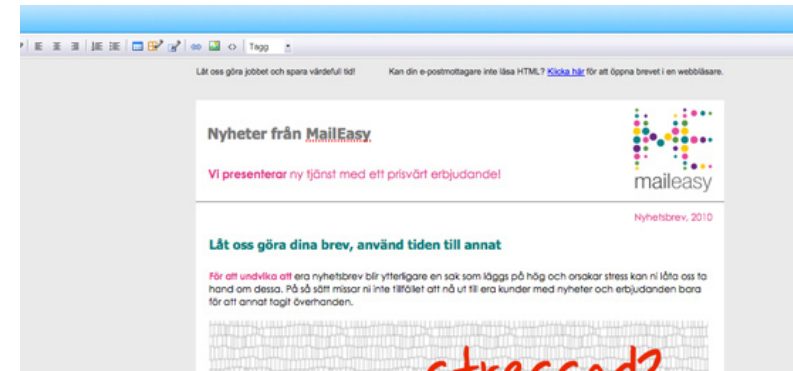 Tagg
Låt oss göra jobbet och spara värdefull tid! Kan din e-postmottagare inte läsa HTML? Klicka här för att öppna brevet i en webbläsare.
Nyheter från MailEasy
Vi presenterar ny tjänst med ett prisvärt erbjudande!
ME
maileasy
Nyhetsbrev, 2010
Låt oss göra dina brev, använd tiden till annat
För att undvika att era nyhetsbrev blir ytterligare en sak som läggs på hög och orsakar stress kan ni låta oss ta
hand om dessa. På så sätt missar ni inte tillfället att nå ut till era kunder med nyheter och erbjudanden bara
för att annat tagit överhanden.
stressad?